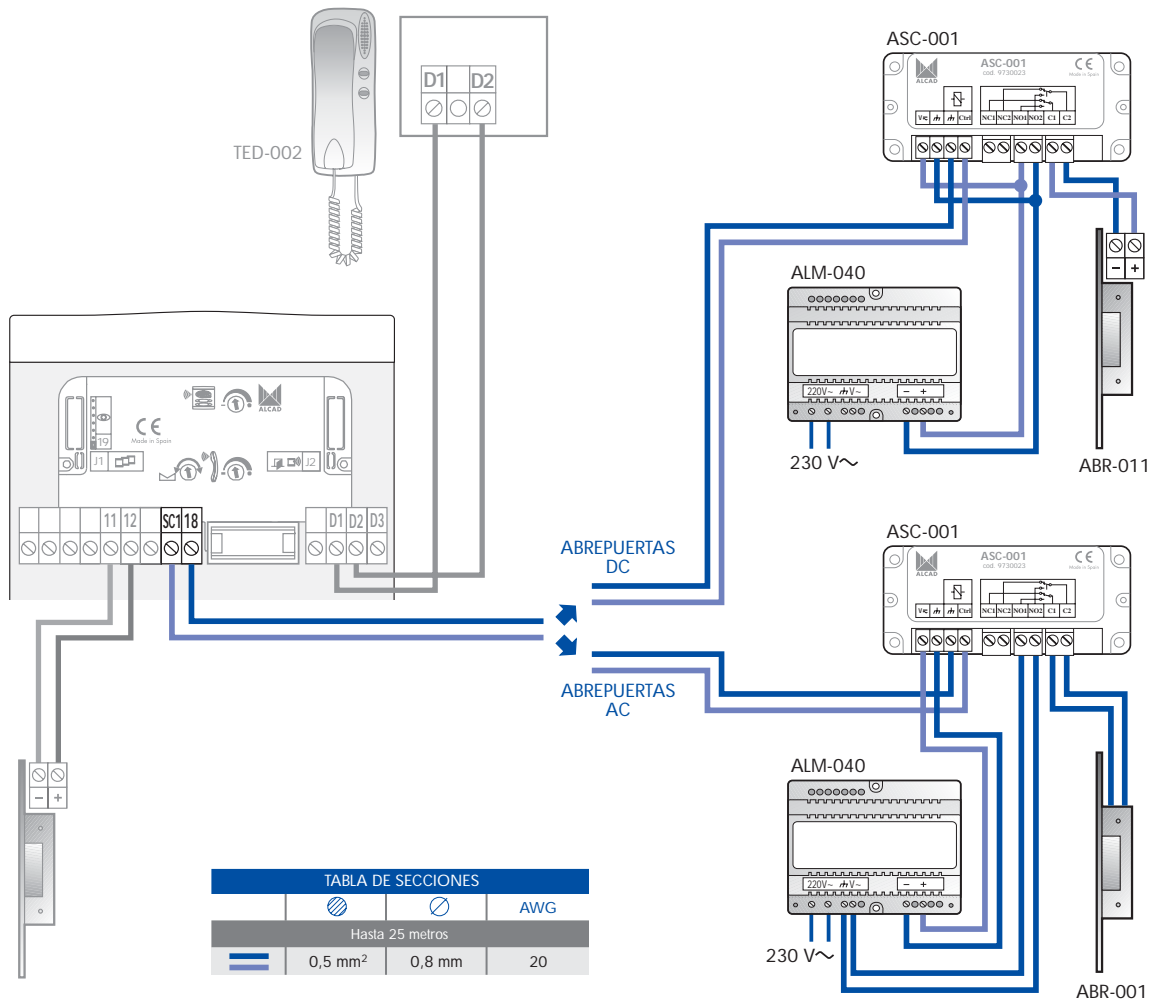 TED-002
D1 D2
ASC-001
ALCAD
ASC-001
cod. 9730023
CE
Made in Spain
V Ctrl NC1 NC2 NO1 NO2 C1 C2
ALM-040
220V~ V~ − +
230 V~
− +
ABR-011
ALCAD
CE
Made in Spain
19
J1
J2
11 12 SC1 18 D1 D2 D3
ABREPUERTAS
DC
ABREPUERTAS
AC
ASC-001
ALCAD
ASC-001
cod. 9730023
CE
Made in Spain
V Ctrl NC1 NC2 NO1 NO2 C1 C2
ALM-040
220V~ V~ − +
230 V~
ABR-001
− +
TABLA DE SECCIONES
AWG
Hasta 25 metros
0,5 mm² 0,8 mm 20